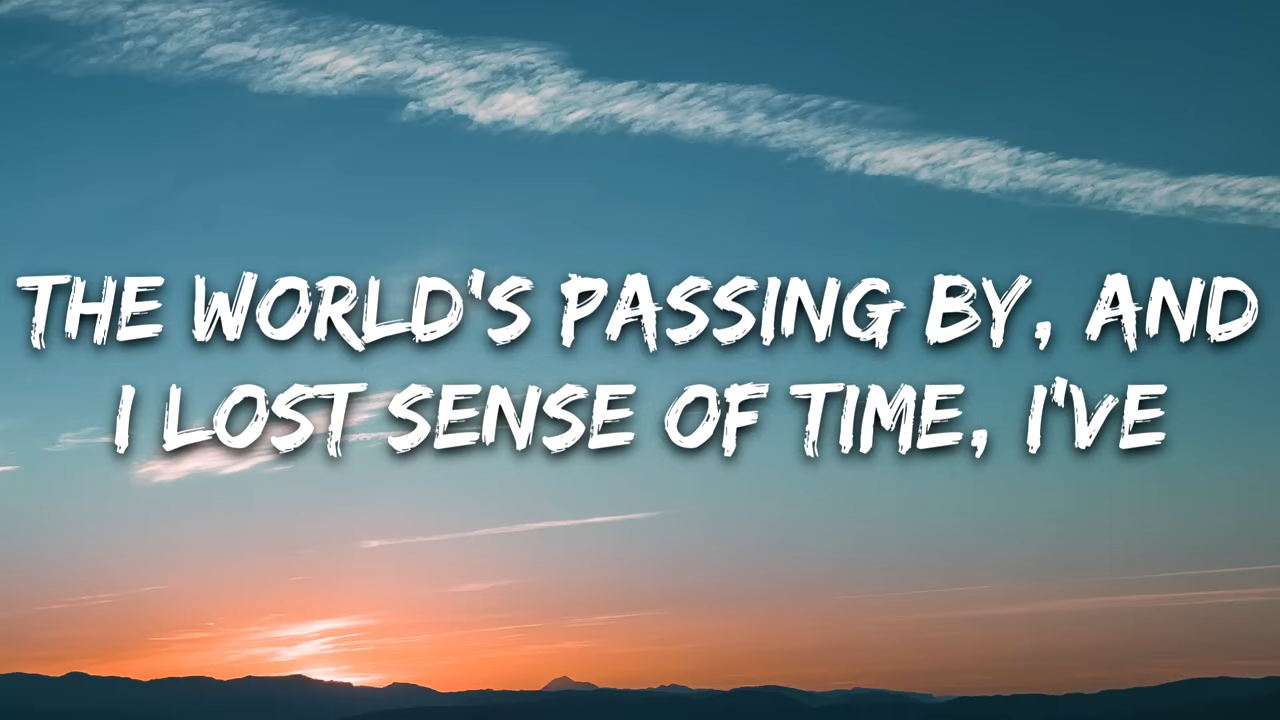 THE WORLD'S PASSING BY, AND
I LOST SENSE OF TIME, I'VE